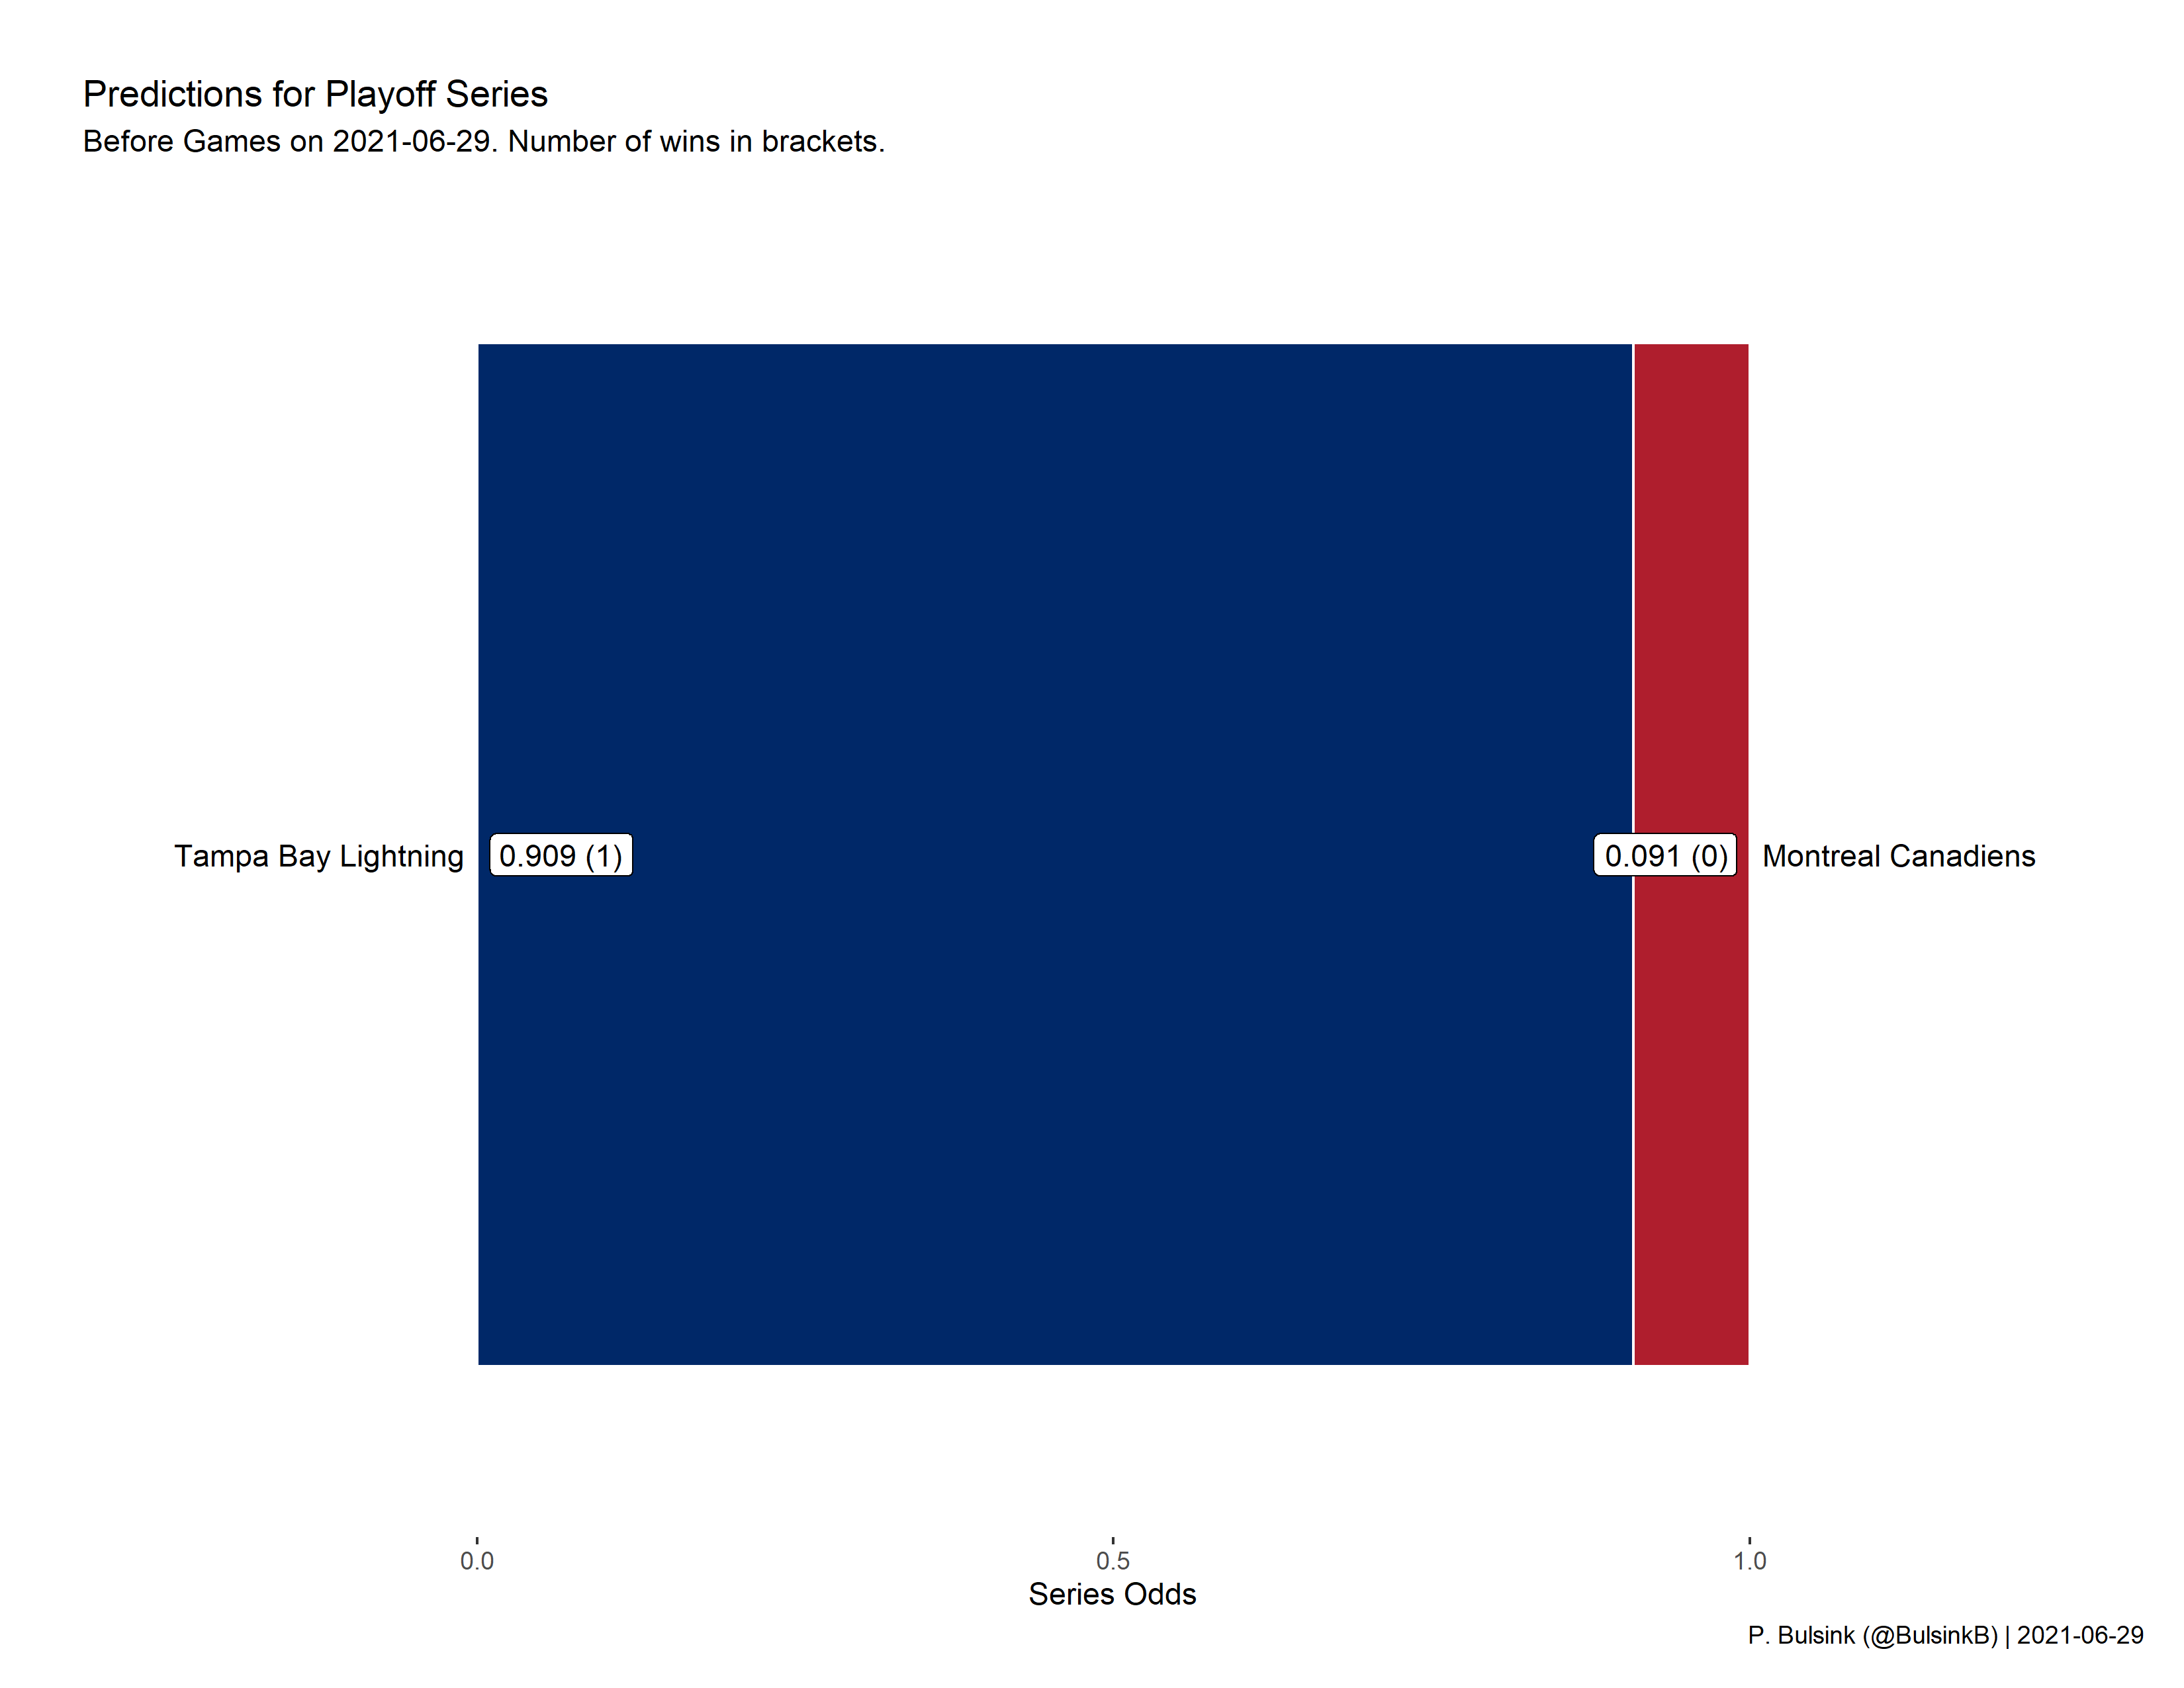 Predictions for Playoff Series
Before Games on 2021-06-29. Number of wins in brackets.
Tampa Bay Lightning
0.909 (1)
0.091 (0)
Montreal Canadiens
0.0
0.5
1.0
Series Odds
P. Bulsink (@BulsinkB) | 2021-06-29